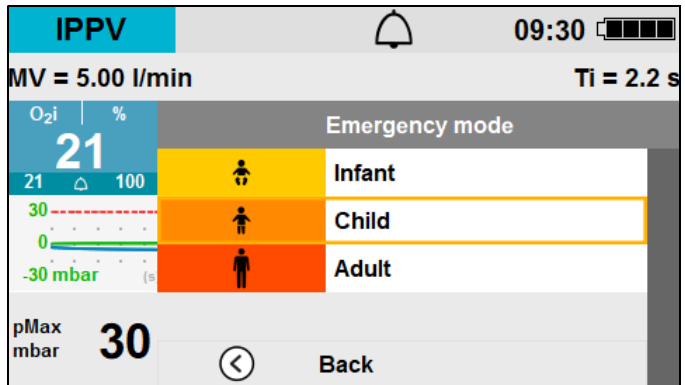 IPPV 09:30
MV = 5.00 l/min Ti = 2.2 s
O₂i %
21
21 100
Emergency mode
Infant
Child
Adult
30
0
-30 mbar (s
pMax
mbar 30
Back